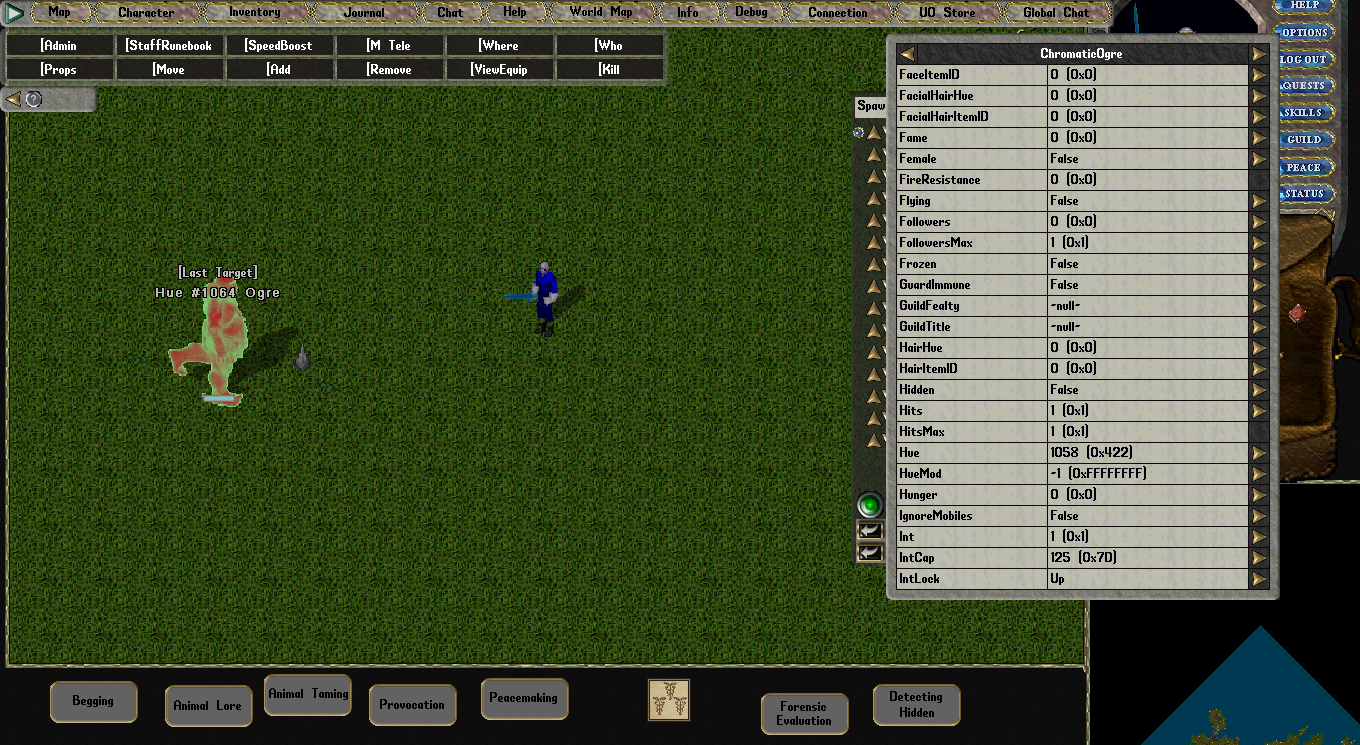 Map Character Inventory Journal Chat Help World Map Info Debug Connection UO Store Global Chat
HELP
OPTIONS
LOG OUT
QUESTS
SKILLS
GUILD
PEACE
STATUS
[Admin [StaffRunebook [SpeedBoost [M Tele [Where [Who
[Props [Move [Add [Remove [ViewEquip [Kill
?
[Last Target]
Hue #1064 Ogre
Spaw
ChromaticOgre
FaceItemID 0 (0x0)
FacialHairHue 0 (0x0)
FacialHairItemID 0 (0x0)
Fame 0 (0x0)
Female False
FireResistance 0 (0x0)
Flying False
Followers 0 (0x0)
FollowersMax 1 (0x1)
Frozen False
GuardImmune False
GuildFealty -null-
GuildTitle -null-
HairHue 0 (0x0)
HairItemID 0 (0x0)
Hidden False
Hits 1 (0x1)
HitsMax 1 (0x1)
Hue 1058 (0x422)
HueMod -1 (0xFFFFFFFF)
Hunger 0 (0x0)
IgnoreMobiles False
Int 1 (0x1)
IntCap 125 (0x7D)
IntLock Up
Begging
Animal Lore
Animal Taming
Provocation
Peacemaking
Forensic
Evaluation
Detecting
Hidden